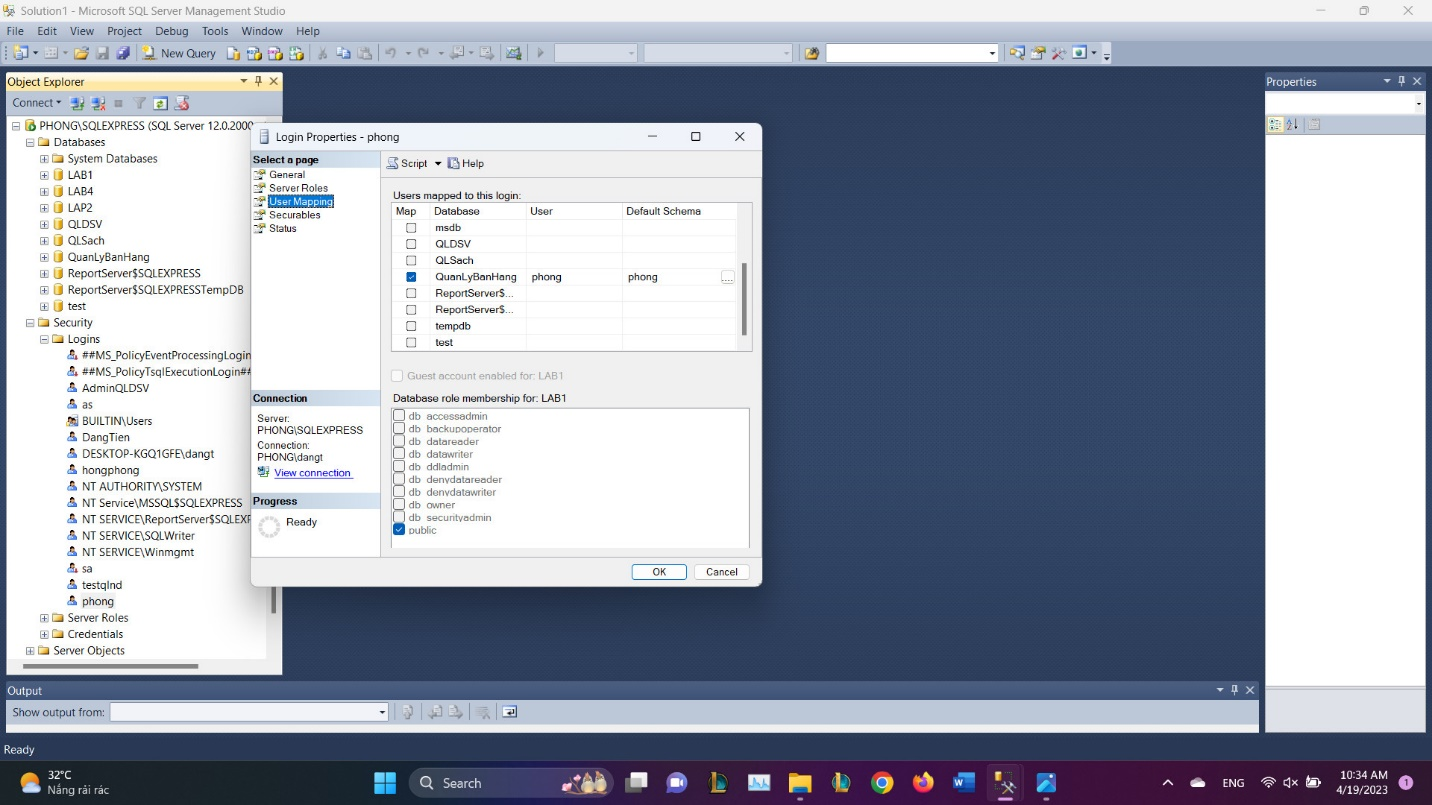 Solution1 - Microsoft SQL Server Management Studio
File Edit View Project Debug Tools Window Help
New Query
Object Explorer
Connect
PHONG\SQLEXPRESS (SQL Server 12.0.2000
Databases
System Databases
LAB1
LAB4
LAP2
QLDSV
QLSach
QuanLyBanHang
ReportServer$SQLEXPRESS
ReportServer$SQLEXPRESSTempDB
test
Security
Logins
##MS_PolicyEventProcessingLogin
##MS_PolicyTsqlExecutionLogin##
AdminQLDSV
as
BUILTIN\Users
DangTien
DESKTOP-KGQ1GFE\dangt
hongphong
NT AUTHORITY\SYSTEM
NT Service\MSSQL$SQLEXPRESS
NT SERVICE\ReportServer$SQLEXP
NT SERVICE\SQLWriter
NT SERVICE\Winmgmt
sa
testqlnd
phong
Server Roles
Credentials
Server Objects
Login Properties - phong
Select a page
General
Server Roles
User Mapping
Securables
Status
Connection
Server:
PHONG\SQLEXPRESS
Connection:
PHONG\dangt
View connection
Progress
Ready
Script Help
Users mapped to this login:
Map Database User Default Schema
msdb
QLDSV
QLSach
QuanLyBanHang phong phong ...
ReportServer$...
ReportServer$...
tempdb
test
Guest account enabled for: LAB1
Database role membership for: LAB1
db_accessadmin
db_backupoperator
db_datareader
db_datawriter
db_ddladmin
db_denydatareader
db_denydatawriter
db_owner
db_securityadmin
public
OK Cancel
Properties
Output
Show output from:
Ready
32°C
Nắng rải rác
Search
ENG
10:34 AM
4/19/2023
1